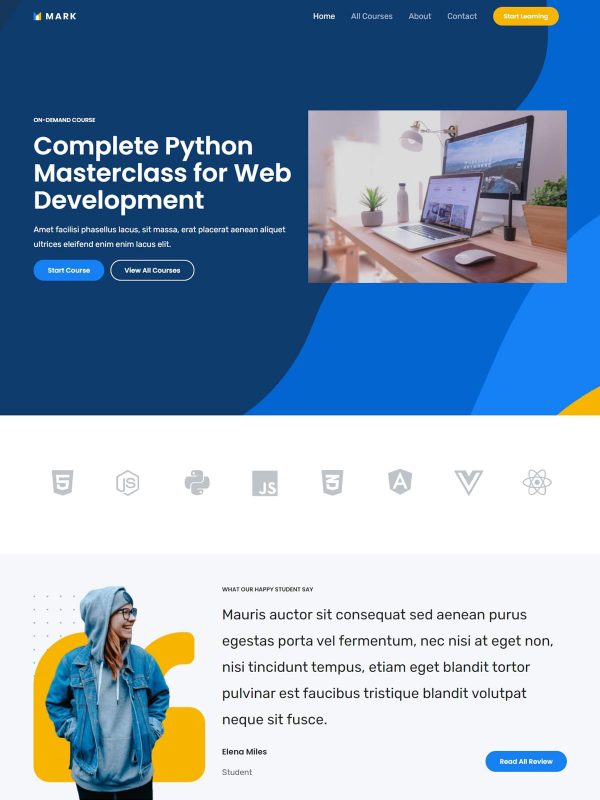 MARK
Home
All Courses
About
Contact
Start Learning
ON-DEMAND COURSE
Complete Python
Masterclass for Web
Development
Amet facilisi phasellus lacus, sit massa, erat placerat aenean aliquet
ultrices eleifend enim enim lacus elit.
Start Course
View All Courses
JS
JS
WHAT OUR HAPPY STUDENT SAY
Mauris auctor sit consequat sed aenean purus
egestas porta vel fermentum, nec nisi at eget non,
nisi tincidunt tempus, etiam eget blandit tortor
pulvinar est faucibus tristique blandit volutpat
neque sit fusce.
Elena Miles
Student
Read All Review